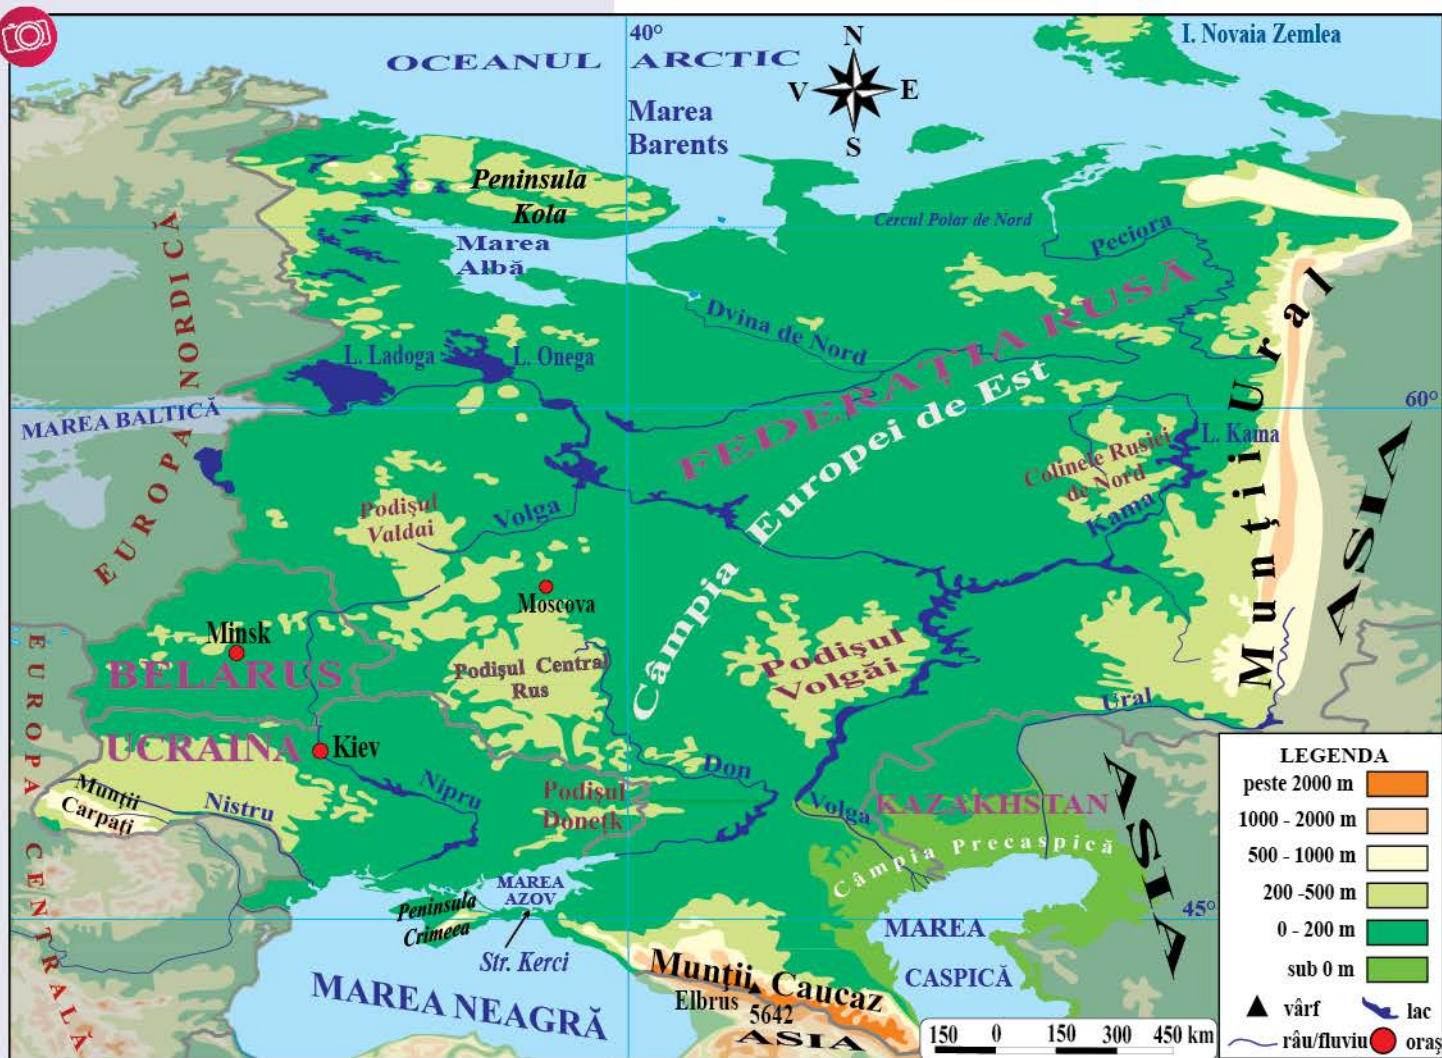 40°
I. Novaia Zemlea
OCEANUL ARCTIC
N
V E
S
Marea
Barents
Peninsula
Kola
Cercul Polar de Nord
Marea
Albă
Peciora
EUROPA NORDICĂ
Dvina de Nord
FEDERAȚIA RUSĂ
Munții Ural
L. Ladoga
L. Onega
Câmpia Europei de Est
60°
MAREA BALTICĂ
L. Kama
Colinele Rusiei
de Nord
Kama
ASIA
Podișul
Valdai
Volga
Moscova
Minsk
BELARUS
Podișul Central
Rus
Podișul
Volgăi
EUROPA CENTRALĂ
UCRAINA
Kiev
Ural
Don
Munții
Carpați
Nistru
Nipru
Podișul
Donețk
Volga
KAZAKHSTAN
ASIA
Câmpia Precaspică
MAREA
AZOV
Peninsula
Crimeea
Str. Kerci
45°
MAREA
CASPICĂ
MAREA NEAGRĂ
Munții Caucaz
Elbrus
5642
ASIA
LEGENDA
peste 2000 m
1000 - 2000 m
500 - 1000 m
200 -500 m
0 - 200 m
sub 0 m
vârf
lac
râu/fluviu
oraș
150 0 150 300 450 km